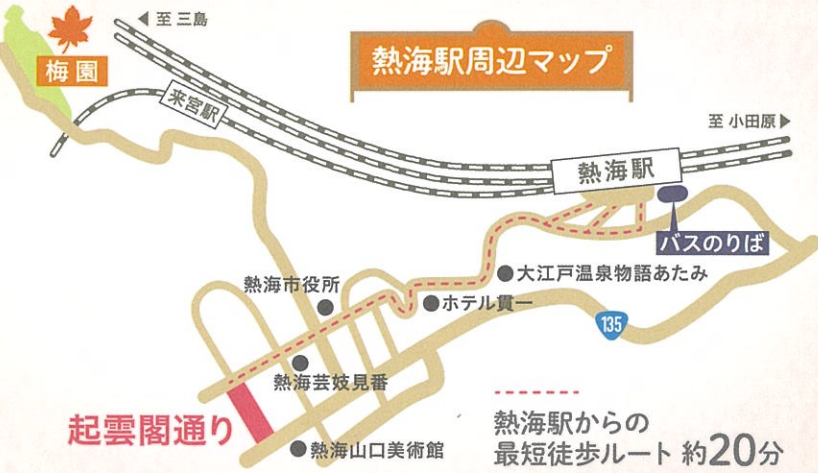 至 三島
梅園
熱海駅周辺マップ
来宮駅
至 小田原
熱海駅
バスのりば
大江戸温泉物語あたみ
熱海市役所
ホテル貫一
135
熱海芸妓見番
起雲閣通り
熱海山口美術館
熱海駅からの
最短徒歩ルート 約20分